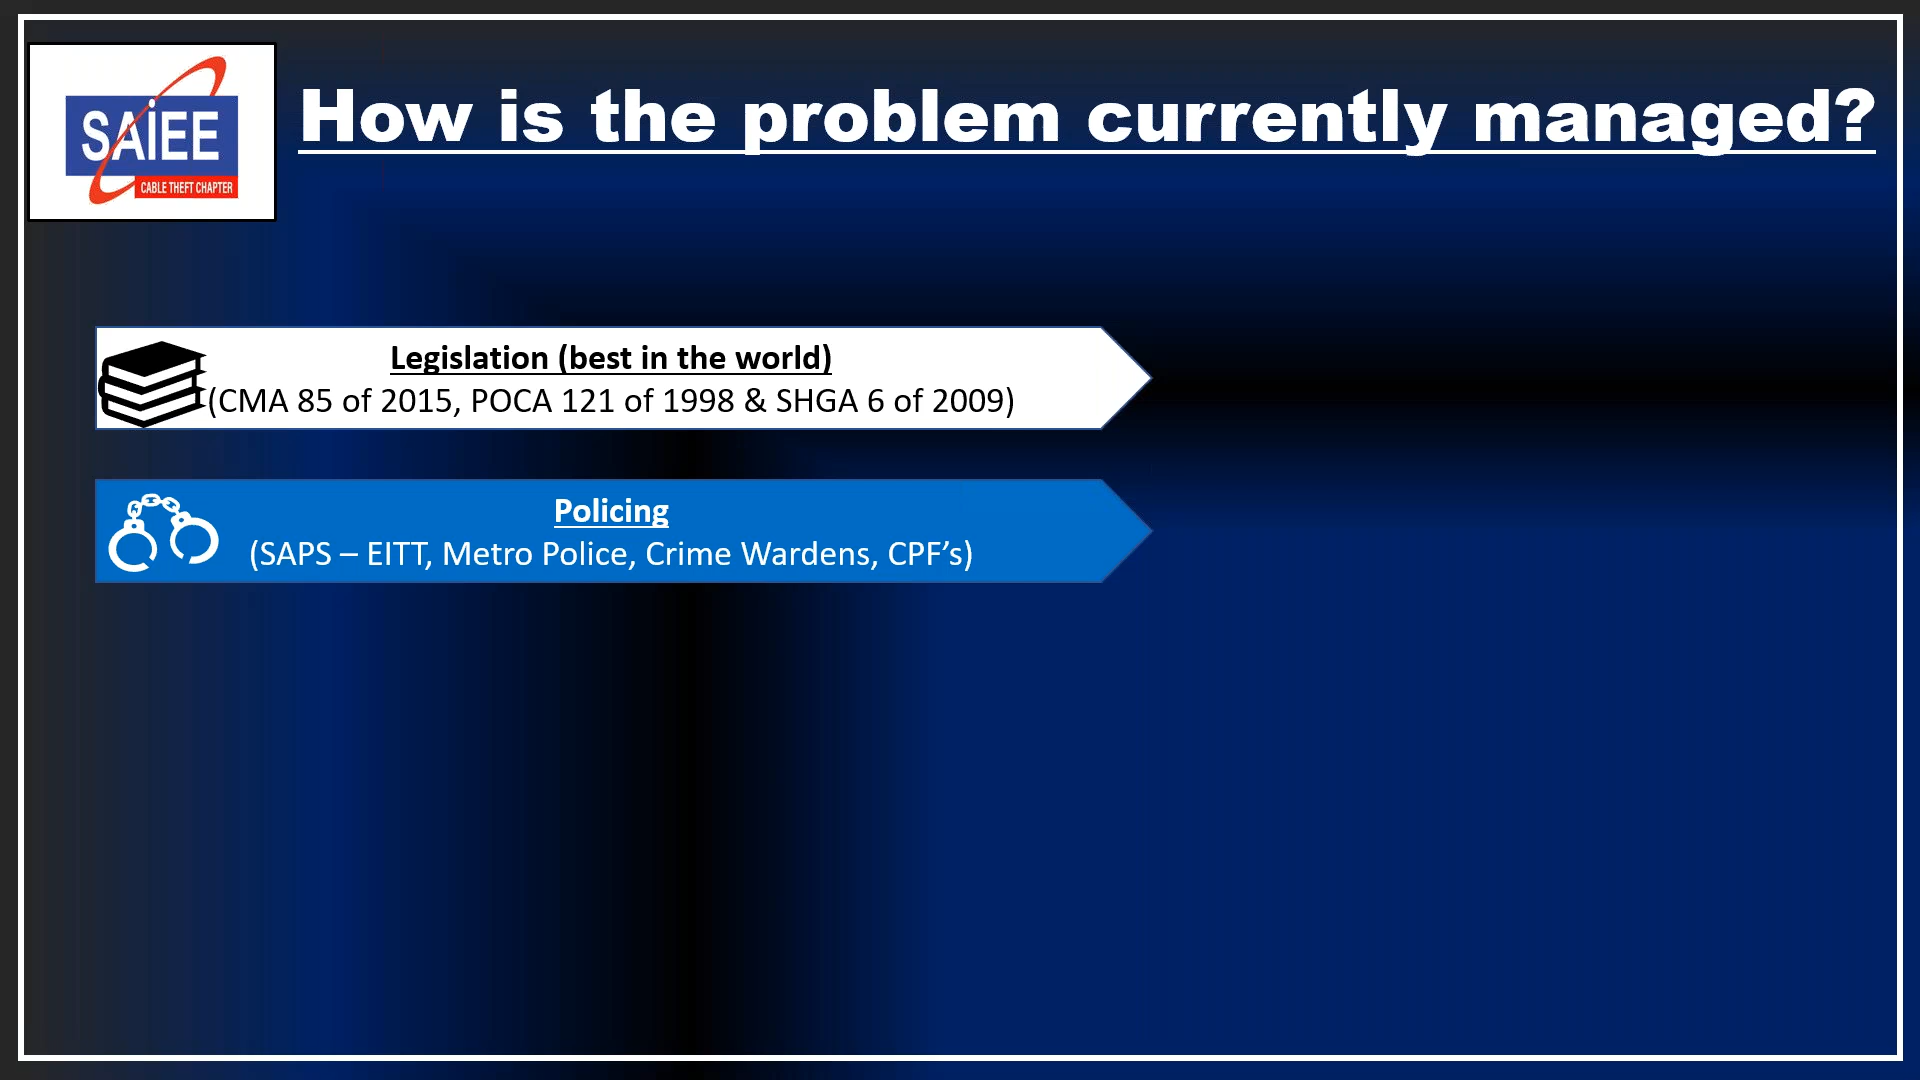 SAIEE
CABLE THEFT CHAPTER
How is the problem currently managed?
Legislation (best in the world)
(CMA 85 of 2015, POCA 121 of 1998 & SHGA 6 of 2009)
Policing
(SAPS – EITT, Metro Police, Crime Wardens, CPF’s)